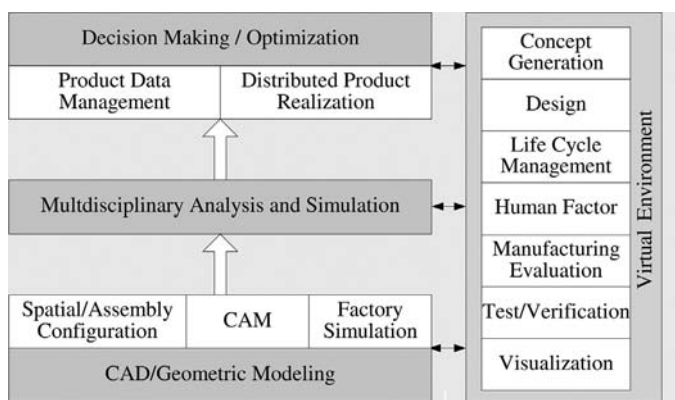 Decision Making / Optimization
Product Data
Management
Distributed Product
Realization
Multdisciplinary Analysis and Simulation
Spatial/Assembly
Configuration
CAM
Factory
Simulation
CAD/Geometric Modeling
Concept
Generation
Design
Life Cycle
Management
Human Factor
Manufacturing
Evaluation
Test/Verification
Visualization
Virtual Environment